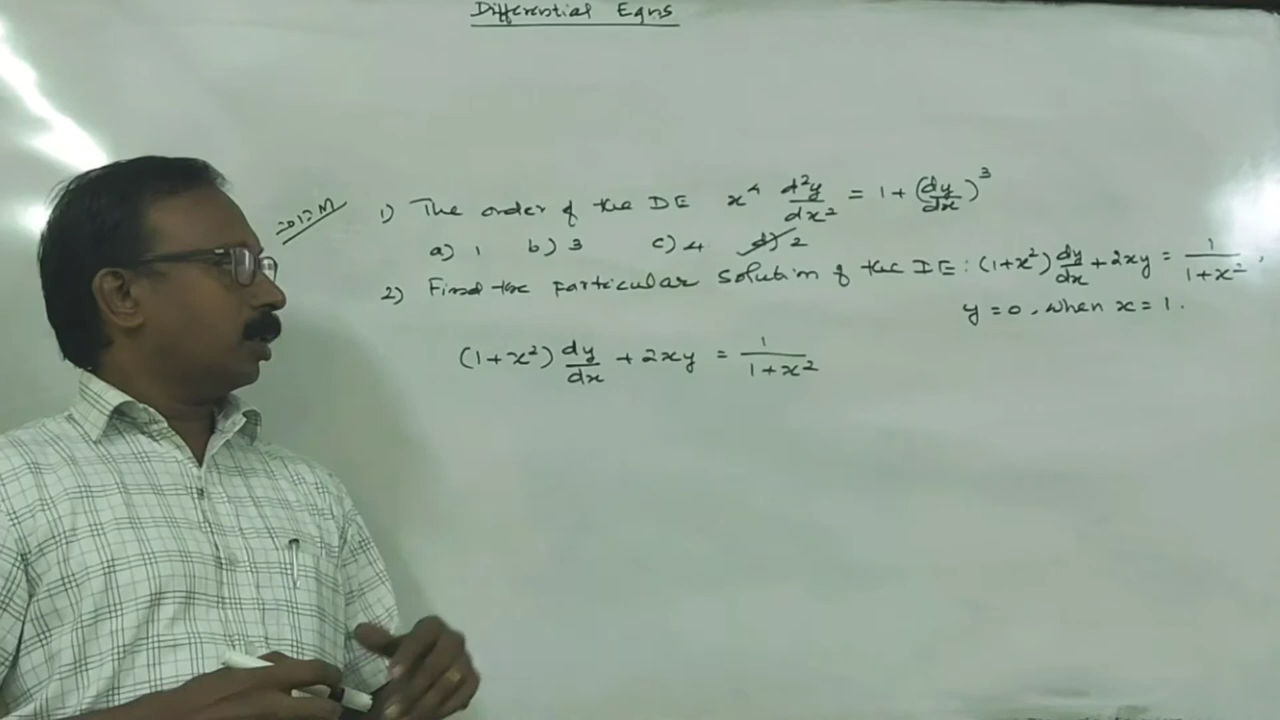 Differential Eqns
2017 M
1) The order of the DE x⁴ d²y/dx² = 1 + (dy/dx)³
a) 1 b) 3 c) 4 d) 2
2) Find the particular solution of the DE : (1+x²) dy/dx + 2xy = 1/(1+x²),
y = 0, when x = 1.
(1+x²) dy/dx + 2xy = 1/(1+x²)